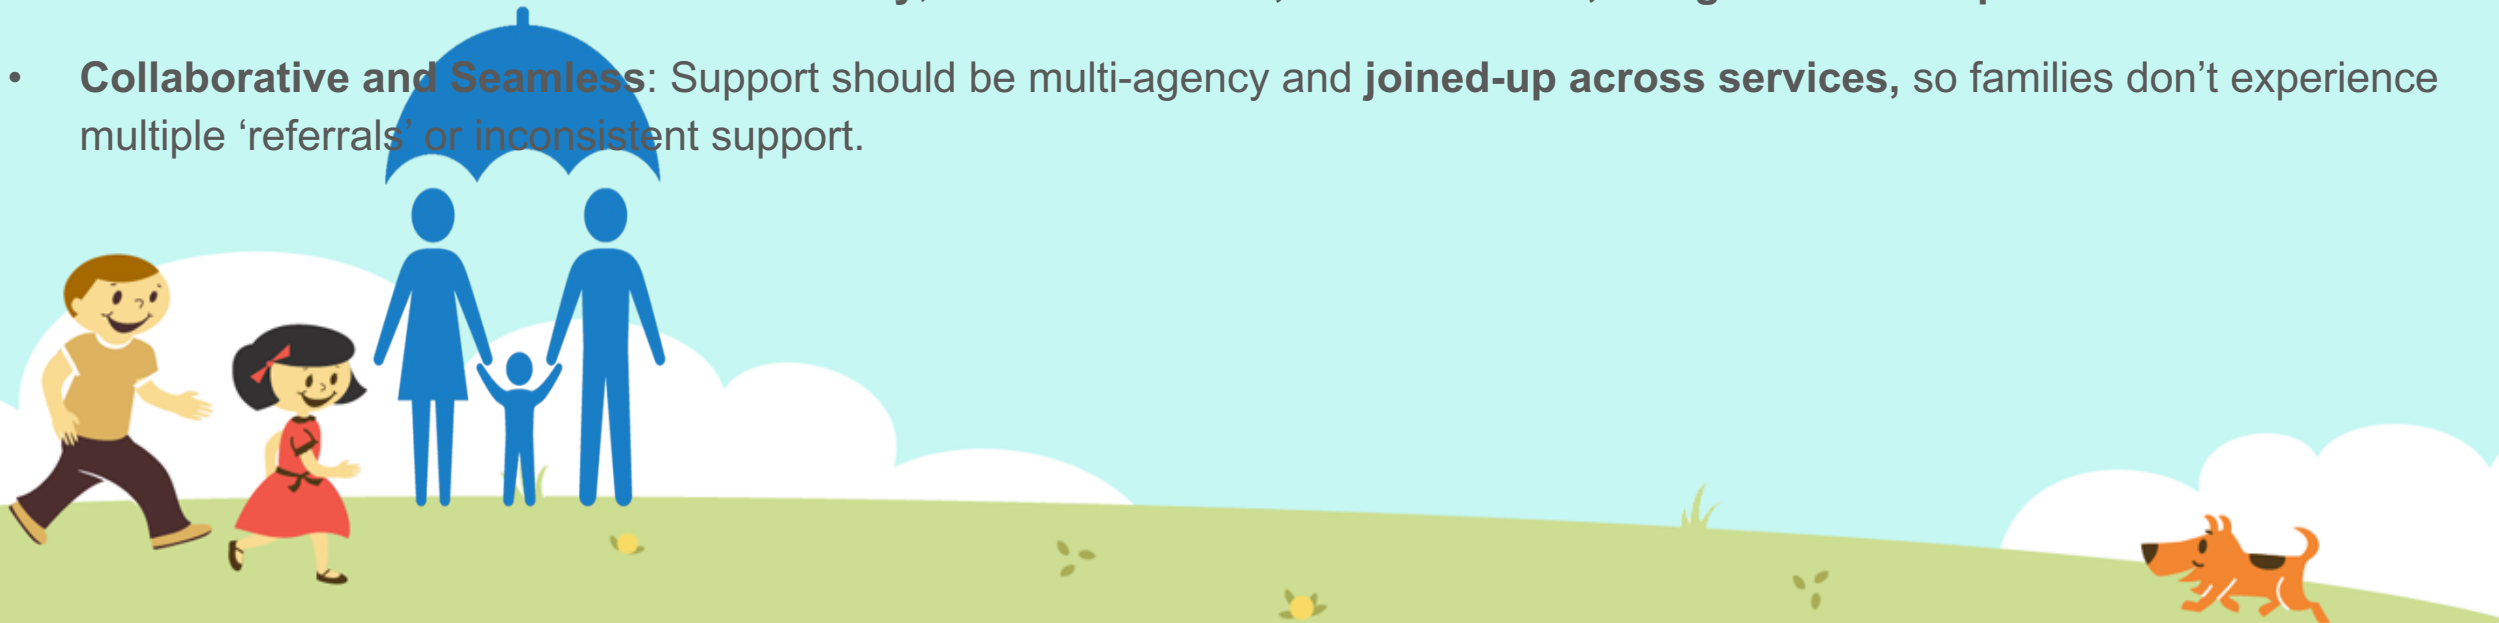 • Collaborative and Seamless: Support should be multi-agency and joined-up across services, so families don’t experience
multiple ‘referrals’ or inconsistent support.